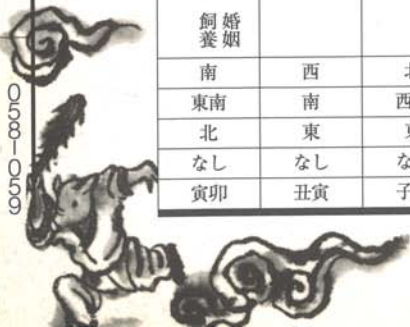 婚姻
飼養
南 西
東南 南 西
北 東
なし なし な
寅卯 丑寅 子
058-059